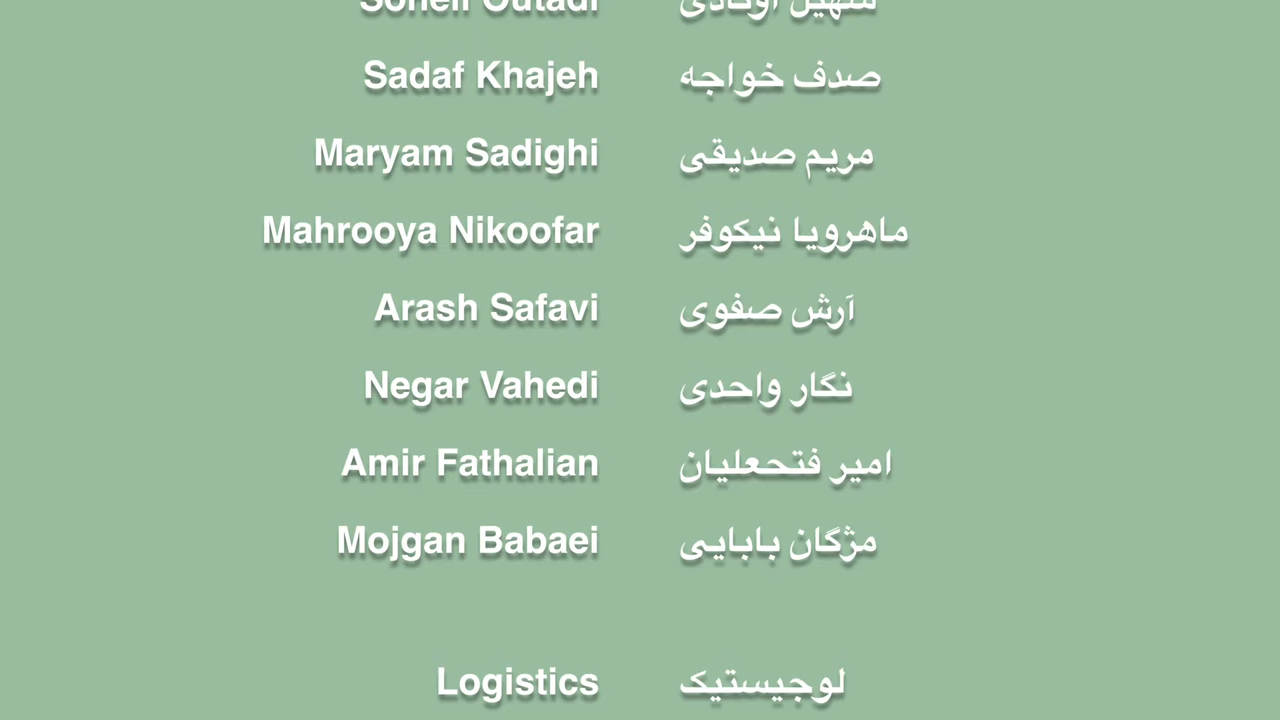 Sadaf Khajeh صدف خواجه
Maryam Sadighi مریم صدیقی
Mahrooya Nikoofar ماهرویا نیکوفر
Arash Safavi آرش صفوی
Negar Vahedi نگار واحدی
Amir Fathalian امیر فتحعلیان
Mojgan Babaei مژگان بابایی
Logistics لوجیستیک